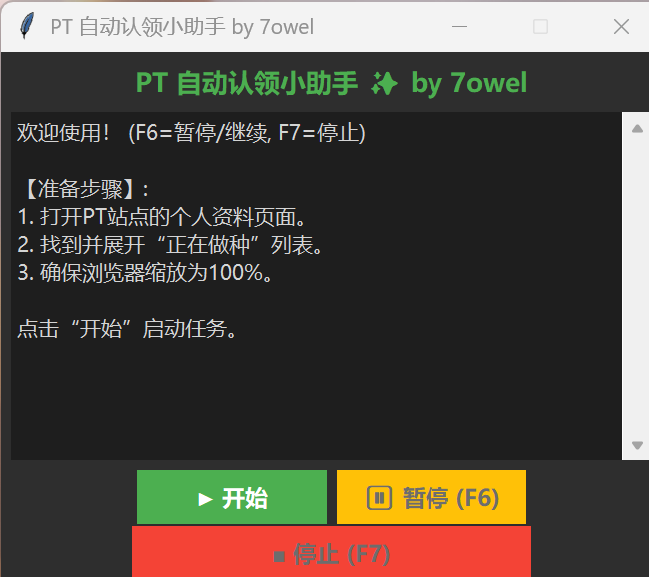 PT 自动认领小助手 by 7owel
PT 自动认领小助手 ✨ by 7owel
欢迎使用！ (F6=暂停/继续, F7=停止)
【准备步骤】:
1. 打开PT站点的个人资料页面。
2. 找到并展开“正在做种”列表。
3. 确保浏览器缩放为100%。
点击“开始”启动任务。
▶ 开始 ⏸ 暂停 (F6)
■ 停止 (F7)